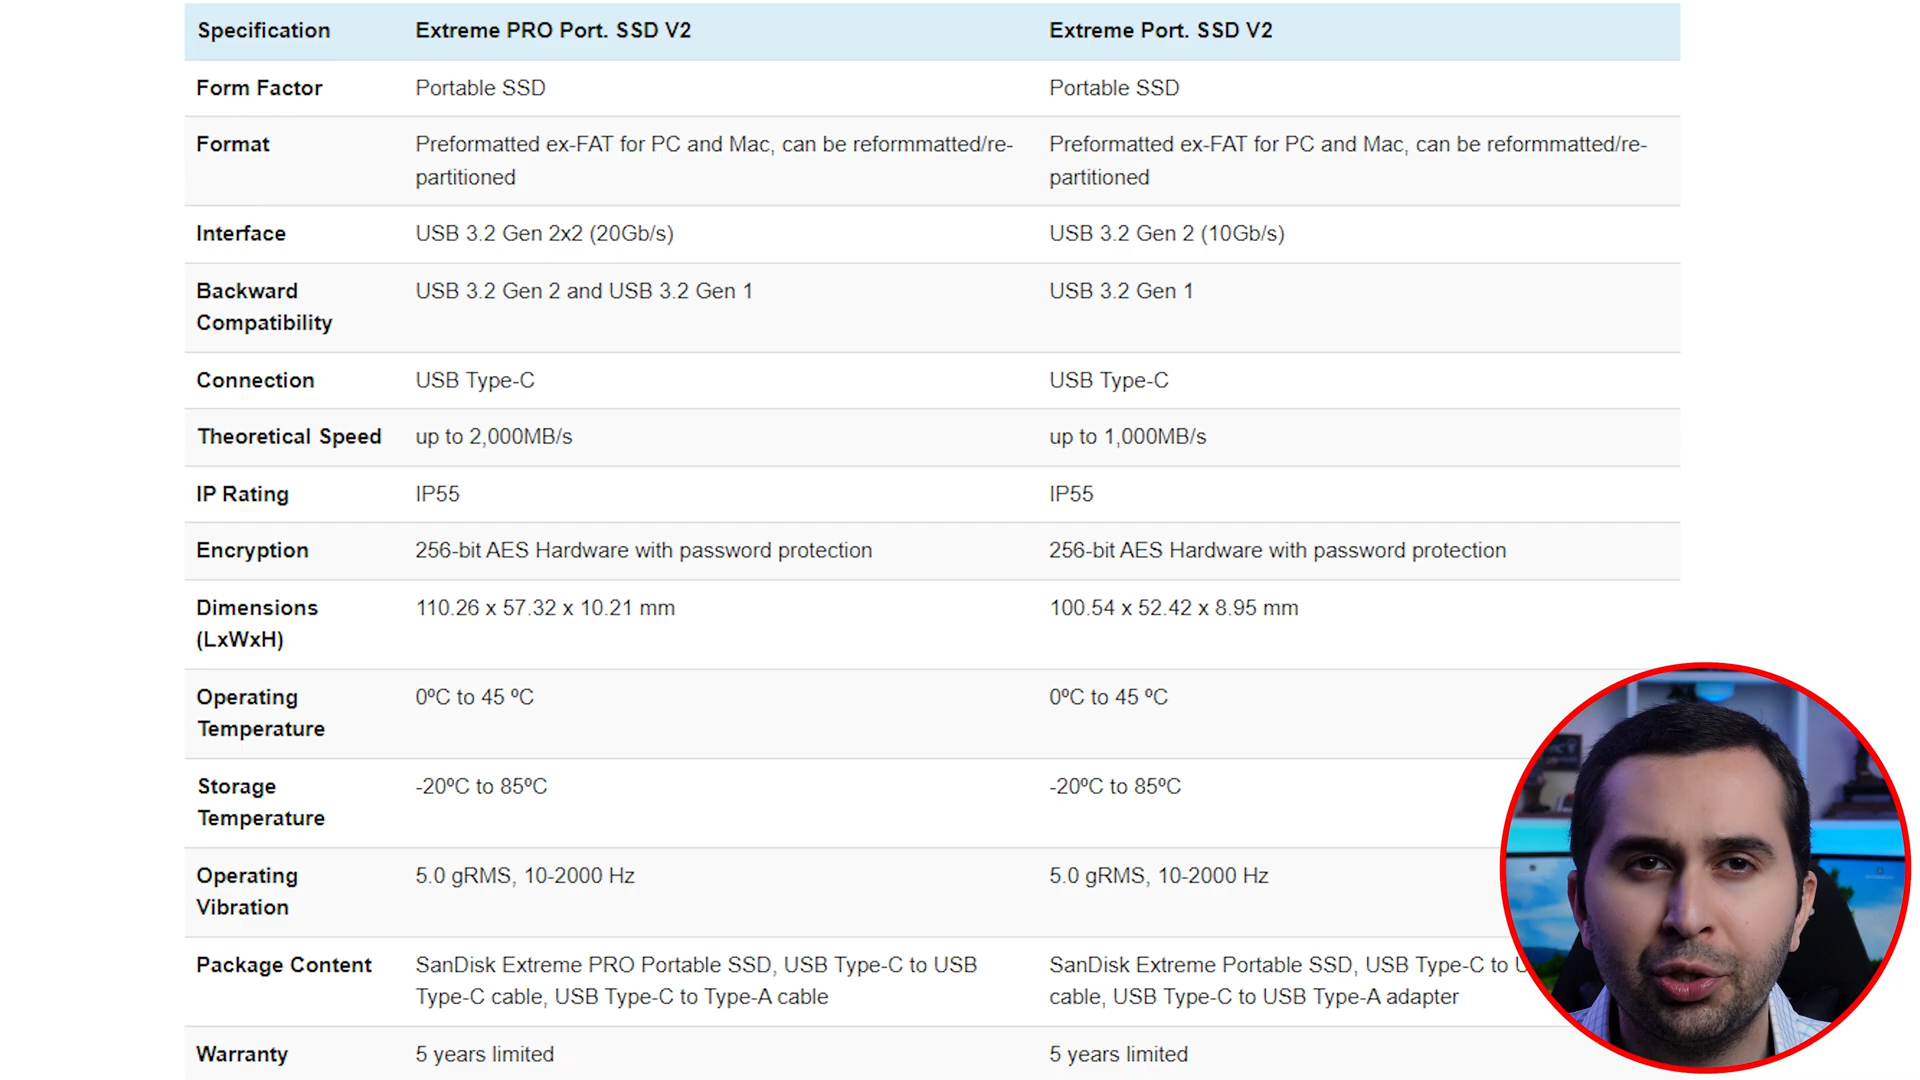 Specification Extreme PRO Port. SSD V2 Extreme Port. SSD V2
Form Factor Portable SSD Portable SSD
Format Preformatted ex-FAT for PC and Mac, can be reformmatted/re- Preformatted ex-FAT for PC and Mac, can be reformmatted/re-
partitioned partitioned
Interface USB 3.2 Gen 2x2 (20Gb/s) USB 3.2 Gen 2 (10Gb/s)
Backward USB 3.2 Gen 2 and USB 3.2 Gen 1 USB 3.2 Gen 1
Compatibility
Connection USB Type-C USB Type-C
Theoretical Speed up to 2,000MB/s up to 1,000MB/s
IP Rating IP55 IP55
Encryption 256-bit AES Hardware with password protection 256-bit AES Hardware with password protection
Dimensions 110.26 x 57.32 x 10.21 mm 100.54 x 52.42 x 8.95 mm
(LxWxH)
Operating 0ºC to 45 ºC 0ºC to 45 ºC
Temperature
Storage -20ºC to 85ºC -20ºC to 85ºC
Temperature
Operating 5.0 gRMS, 10-2000 Hz 5.0 gRMS, 10-2000 Hz
Vibration
Package Content SanDisk Extreme PRO Portable SSD, USB Type-C to USB SanDisk Extreme Portable SSD, USB Type-C to
Type-C cable, USB Type-C to Type-A cable cable, USB Type-C to USB Type-A adapter
Warranty 5 years limited 5 years limited